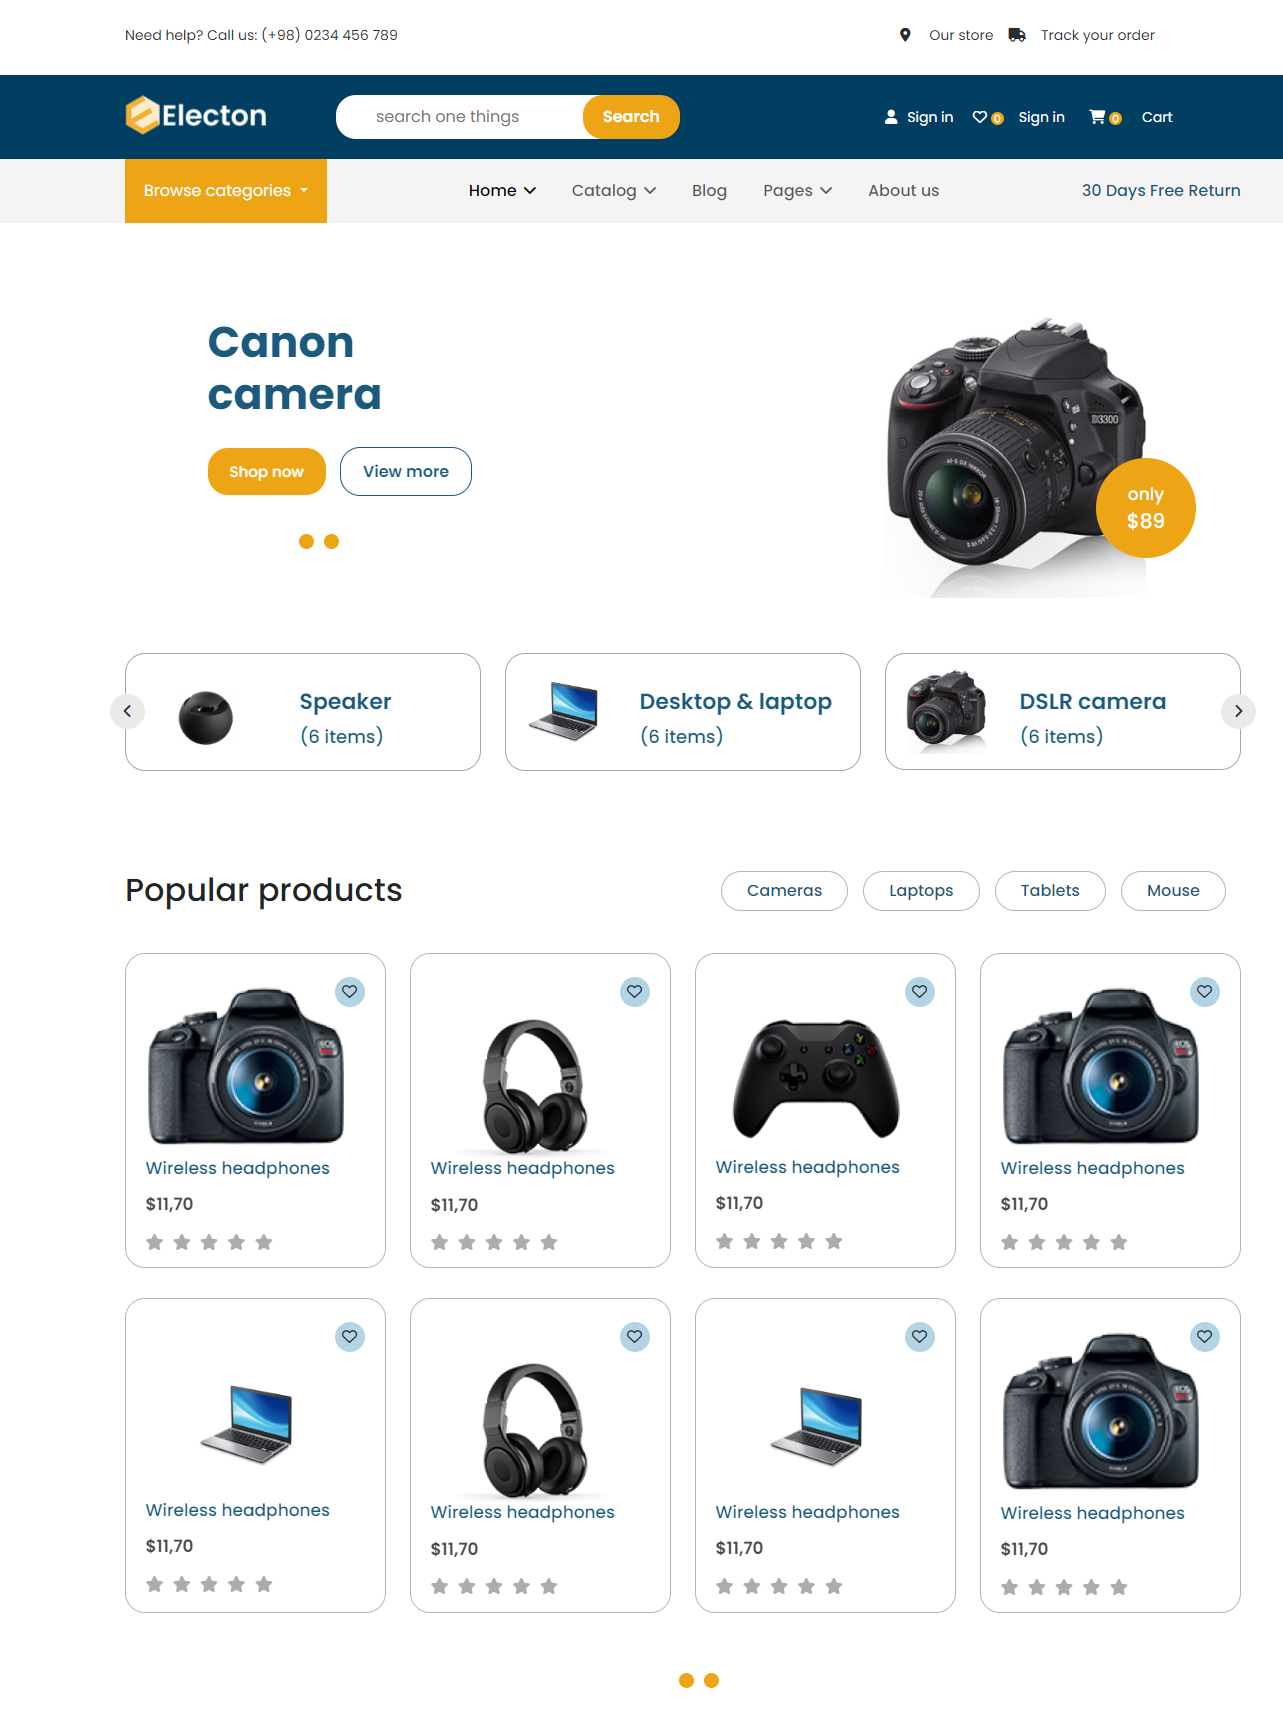 Need help? Call us: (+98) 0234 456 789
Our store
Track your order
Electon
search one things
Search
Sign in
0
Sign in
0
Cart
Browse categories
Home
Catalog
Blog
Pages
About us
30 Days Free Return
Canon
camera
Shop now
View more
D3300
only
$89
Speaker
(6 items)
Desktop & laptop
(6 items)
DSLR camera
(6 items)
Popular products
Cameras
Laptops
Tablets
Mouse
Wireless headphones
$11,70
Wireless headphones
$11,70
Wireless headphones
$11,70
Wireless headphones
$11,70
Wireless headphones
$11,70
Wireless headphones
$11,70
Wireless headphones
$11,70
Wireless headphones
$11,70